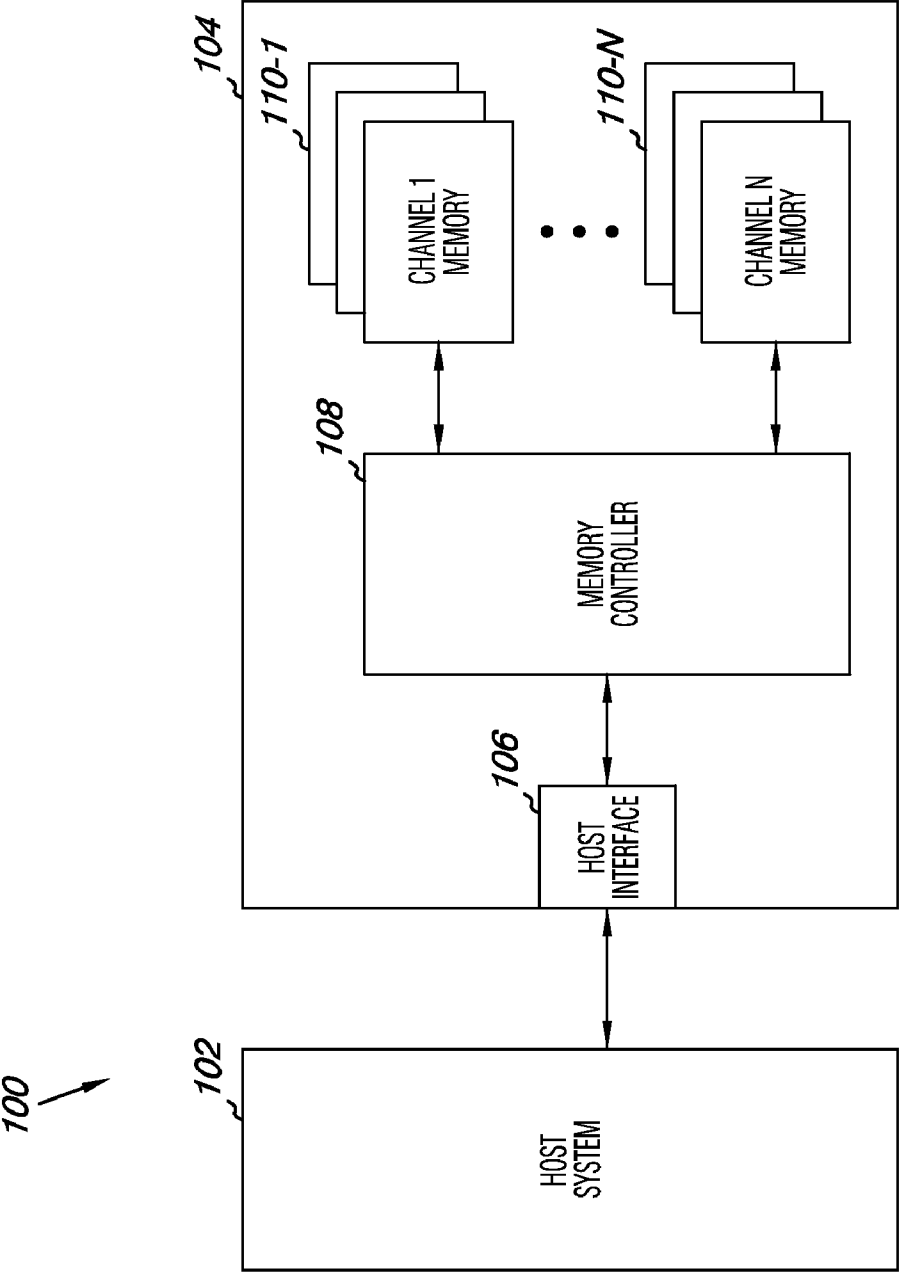 100
102
HOST
SYSTEM
104
106
HOST
INTERFACE
108
MEMORY
CONTROLLER
110-1
CHANNEL 1
MEMORY
110-N
CHANNEL N
MEMORY